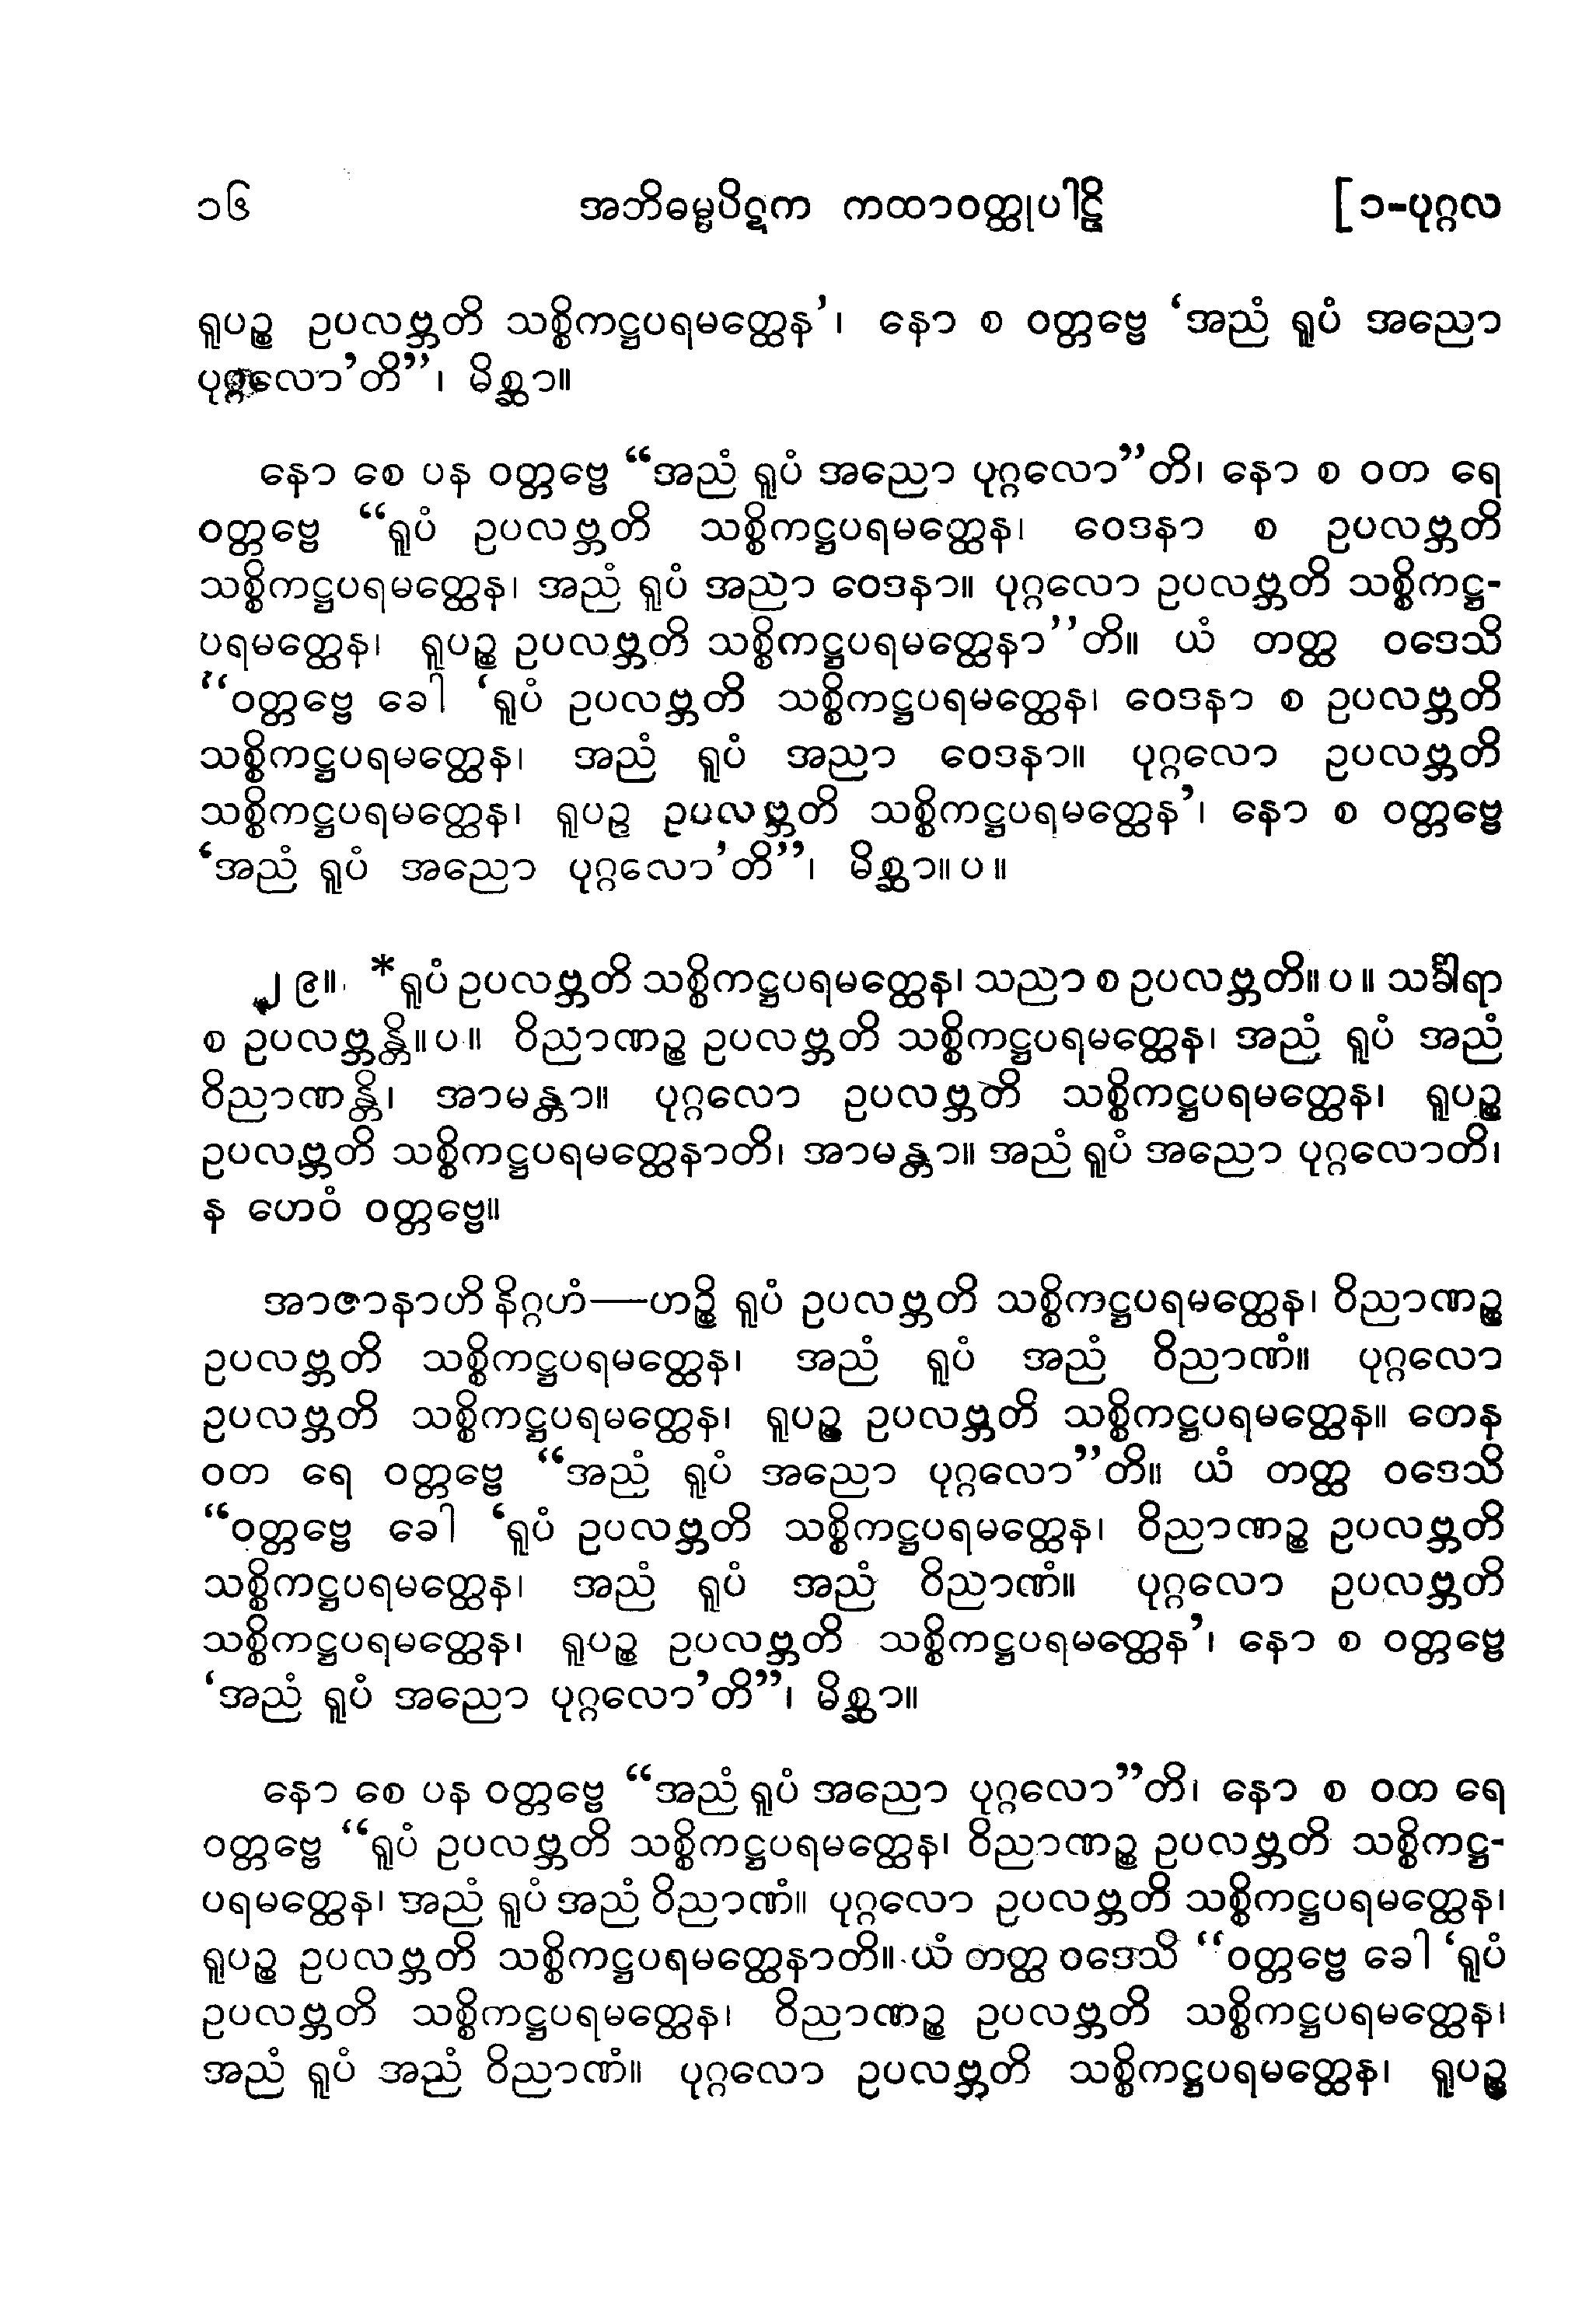 ၁၆ အဘိဓမ္မပိဋက ကထာဝတ္ထုပါဠိ [၁-ပုဂ္ဂလ
ရူပဉ္စ ဥပလဗ္ဘတိ သစ္စိကဋ္ဌပရမတ္ထေန’၊ နော စ ဝတ္တဗ္ဗေ ‘အညံ ရူပံ အညော
ပုဂ္ဂလော’တိ”၊ မိစ္ဆာ။
နော စေ ပန ဝတ္တဗ္ဗေ “အညံ ရူပံ အညော ပုဂ္ဂလော”တိ၊ နော စ ဝတ ရေ
ဝတ္တဗ္ဗေ “ရူပံ ဥပလဗ္ဘတိ သစ္စိကဋ္ဌပရမတ္ထေန၊ ဝေဒနာ စ ဥပလဗ္ဘတိ
သစ္စိကဋ္ဌပရမတ္ထေန၊ အညံ ရူပံ အညာ ဝေဒနာ။ ပုဂ္ဂလော ဥပလဗ္ဘတိ သစ္စိကဋ္ဌ-
ပရမတ္ထေန၊ ရူပဉ္စ ဥပလဗ္ဘတိ သစ္စိကဋ္ဌပရမတ္ထေနာ”တိ။ ယံ တတ္ထ ဝဒေသိ
“ဝတ္တဗ္ဗေ ခေါ ‘ရူပံ ဥပလဗ္ဘတိ သစ္စိကဋ္ဌပရမတ္ထေန၊ ဝေဒနာ စ ဥပလဗ္ဘတိ
သစ္စိကဋ္ဌပရမတ္ထေန၊ အညံ ရူပံ အညာ ဝေဒနာ။ ပုဂ္ဂလော ဥပလဗ္ဘတိ
သစ္စိကဋ္ဌပရမတ္ထေန၊ ရူပဉ္စ ဥပလဗ္ဘတိ သစ္စိကဋ္ဌပရမတ္ထေန’၊ နော စ ဝတ္တဗ္ဗေ
‘အညံ ရူပံ အညော ပုဂ္ဂလော’တိ”၊ မိစ္ဆာ။ပ။
၂၉။ *ရူပံ ဥပလဗ္ဘတိ သစ္စိကဋ္ဌပရမတ္ထေန၊ သညာ စ ဥပလဗ္ဘတိ။ပ။ သင်္ခါရာ
စ ဥပလဗ္ဘန္တိ။ပ။ ဝိညာဏဉ္စ ဥပလဗ္ဘတိ သစ္စိကဋ္ဌပရမတ္ထေန၊ အညံ ရူပံ အညံ
ဝိညာဏန္တိ၊ အာမန္တာ။ ပုဂ္ဂလော ဥပလဗ္ဘတိ သစ္စိကဋ္ဌပရမတ္ထေန၊ ရူပဉ္စ
ဥပလဗ္ဘတိ သစ္စိကဋ္ဌပရမတ္ထေနာတိ၊ အာမန္တာ။ အညံ ရူပံ အညော ပုဂ္ဂလောတိ၊
န ဟေဝံ ဝတ္တဗ္ဗေ။
အာဇာနာဟိ နိဂ္ဂဟံ—ဟဉ္စိ ရူပံ ဥပလဗ္ဘတိ သစ္စိကဋ္ဌပရမတ္ထေန၊ ဝိညာဏဉ္စ
ဥပလဗ္ဘတိ သစ္စိကဋ္ဌပရမတ္ထေန၊ အညံ ရူပံ အညံ ဝိညာဏံ။ ပုဂ္ဂလော
ဥပလဗ္ဘတိ သစ္စိကဋ္ဌပရမတ္ထေန၊ ရူပဉ္စ ဥပလဗ္ဘတိ သစ္စိကဋ္ဌပရမတ္ထေန။ တေန
ဝတ ရေ ဝတ္တဗ္ဗေ “အညံ ရူပံ အညော ပုဂ္ဂလော”တိ။ ယံ တတ္ထ ဝဒေသိ
“ဝတ္တဗ္ဗေ ခေါ ‘ရူပံ ဥပလဗ္ဘတိ သစ္စိကဋ္ဌပရမတ္ထေန၊ ဝိညာဏဉ္စ ဥပလဗ္ဘတိ
သစ္စိကဋ္ဌပရမတ္ထေန၊ အညံ ရူပံ အညံ ဝိညာဏံ။ ပုဂ္ဂလော ဥပလဗ္ဘတိ
သစ္စိကဋ္ဌပရမတ္ထေန၊ ရူပဉ္စ ဥပလဗ္ဘတိ သစ္စိကဋ္ဌပရမတ္ထေန’၊ နော စ ဝတ္တဗ္ဗေ
‘အညံ ရူပံ အညော ပုဂ္ဂလော’တိ”၊ မိစ္ဆာ။
နော စေ ပန ဝတ္တဗ္ဗေ “အညံ ရူပံ အညော ပုဂ္ဂလော”တိ၊ နော စ ဝတ ရေ
ဝတ္တဗ္ဗေ “ရူပံ ဥပလဗ္ဘတိ သစ္စိကဋ္ဌပရမတ္ထေန၊ ဝိညာဏဉ္စ ဥပလဗ္ဘတိ သစ္စိကဋ္ဌ-
ပရမတ္ထေန၊ အညံ ရူပံ အညံ ဝိညာဏံ။ ပုဂ္ဂလော ဥပလဗ္ဘတိ သစ္စိကဋ္ဌပရမတ္ထေန၊
ရူပဉ္စ ဥပလဗ္ဘတိ သစ္စိကဋ္ဌပရမတ္ထေနာတိ။ ယံ တတ္ထ ဝဒေသိ “ဝတ္တဗ္ဗေ ခေါ ‘ရူပံ
ဥပလဗ္ဘတိ သစ္စိကဋ္ဌပရမတ္ထေန၊ ဝိညာဏဉ္စ ဥပလဗ္ဘတိ သစ္စိကဋ္ဌပရမတ္ထေန၊
အညံ ရူပံ အညံ ဝိညာဏံ။ ပုဂ္ဂလော ဥပလဗ္ဘတိ သစ္စိကဋ္ဌပရမတ္ထေန၊ ရူပဉ္စ